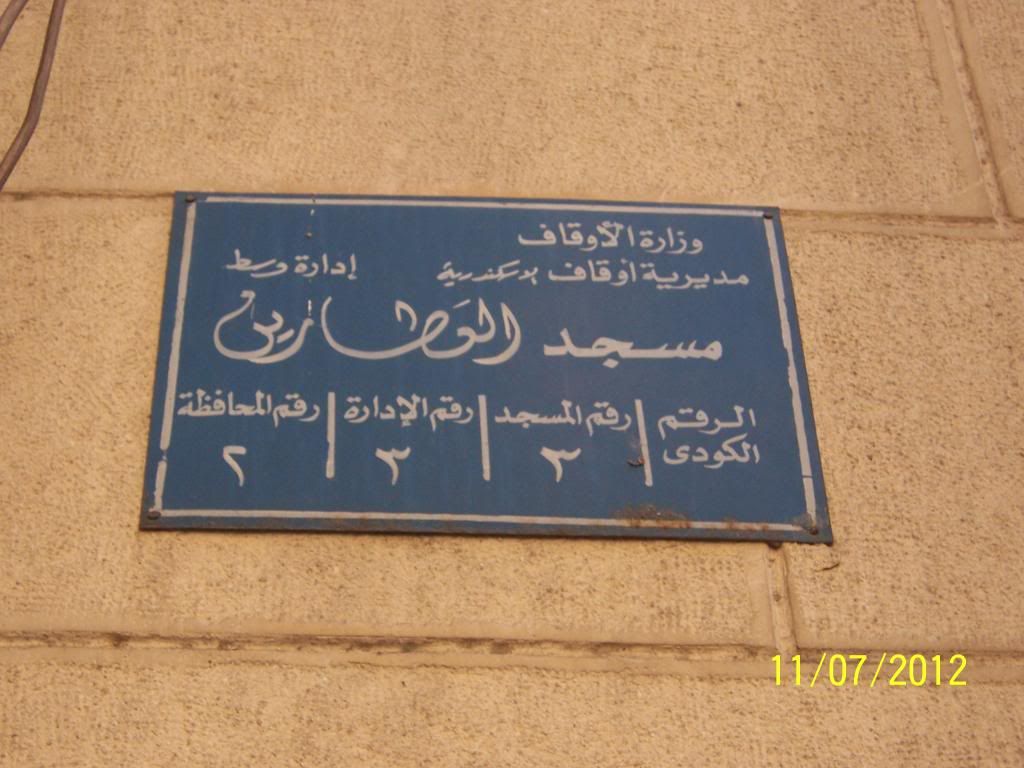 وزارة الأوقاف
مديرية أوقاف الاسكندرية إدارة وسط
مسجد العطارين
الرقم الكودى رقم المسجد رقم الإدارة رقم المحافظة
٣ ٣ ٢
11/07/2012